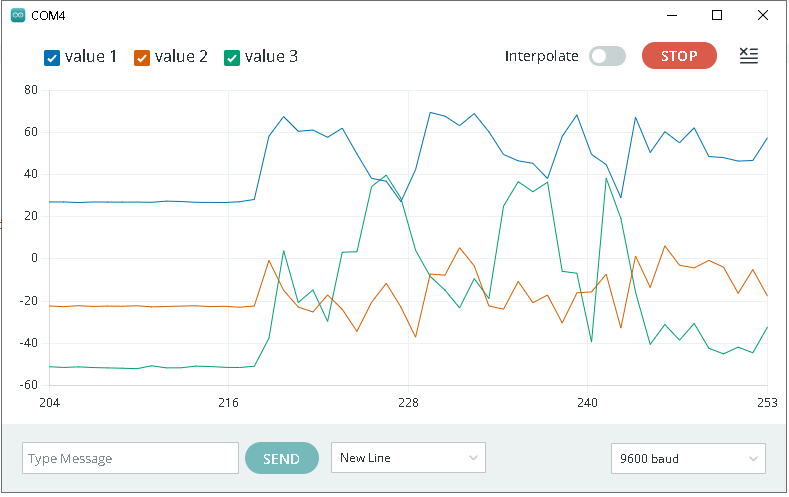 COM4
value 1 value 2 value 3 Interpolate STOP
80
60
40
20
0
-20
-40
-60
204 216 228 240 253
Type Message SEND New Line 9600 baud